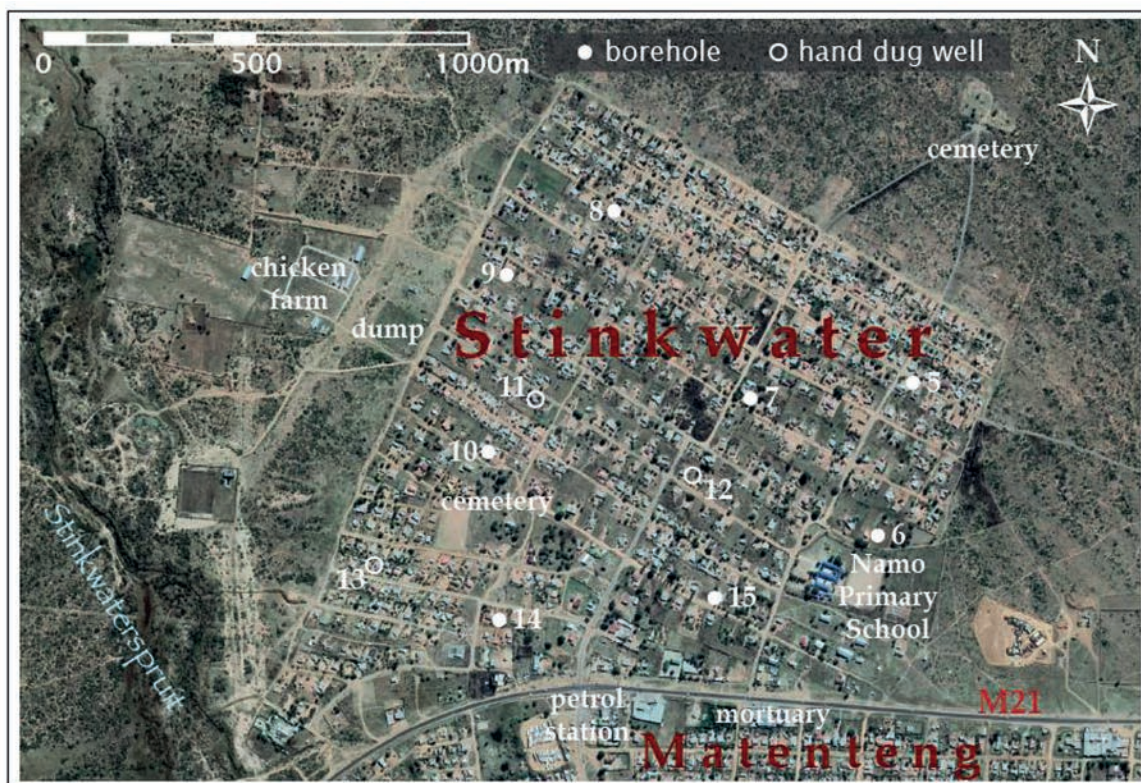 0 500 1000m
borehole hand dug well
N
cemetery
8
9
chicken
farm
dump
Stinkwater
5
11
7
10
12
cemetery
6
Namo
Primary
School
13
15
14
Stinkwaterspruit
petrol
station
mortuary
M21
Matenteng